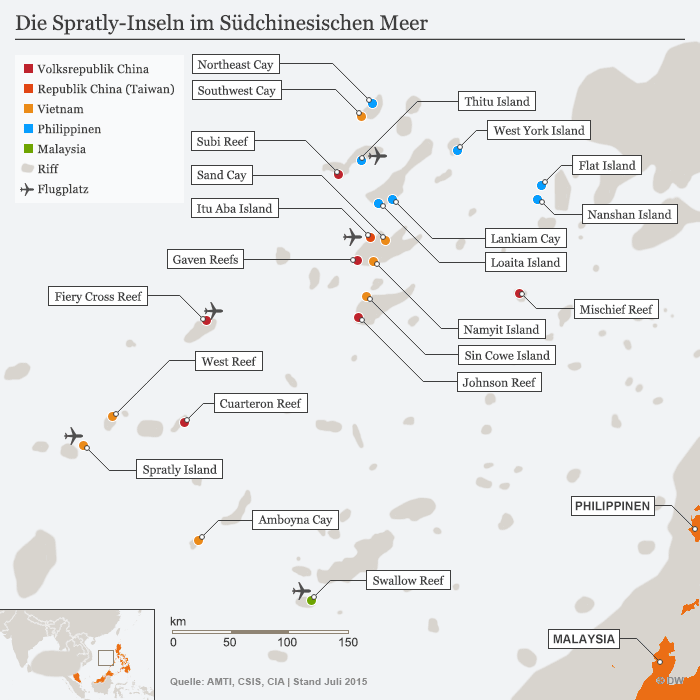 Die Spratly-Inseln im Südchinesischen Meer
Volksrepublik China
Republik China (Taiwan)
Vietnam
Philippinen
Malaysia
Riff
Flugplatz
Northeast Cay
Southwest Cay
Thitu Island
West York Island
Subi Reef
Flat Island
Sand Cay
Itu Aba Island
Nanshan Island
Lankiam Cay
Gaven Reefs
Loaita Island
Fiery Cross Reef
Mischief Reef
Namyit Island
Sin Cowe Island
West Reef
Johnson Reef
Cuarteron Reef
Spratly Island
PHILIPPINEN
Amboyna Cay
Swallow Reef
km
0 50 100 150
MALAYSIA
Quelle: AMTI, CSIS, CIA | Stand Juli 2015
©DW